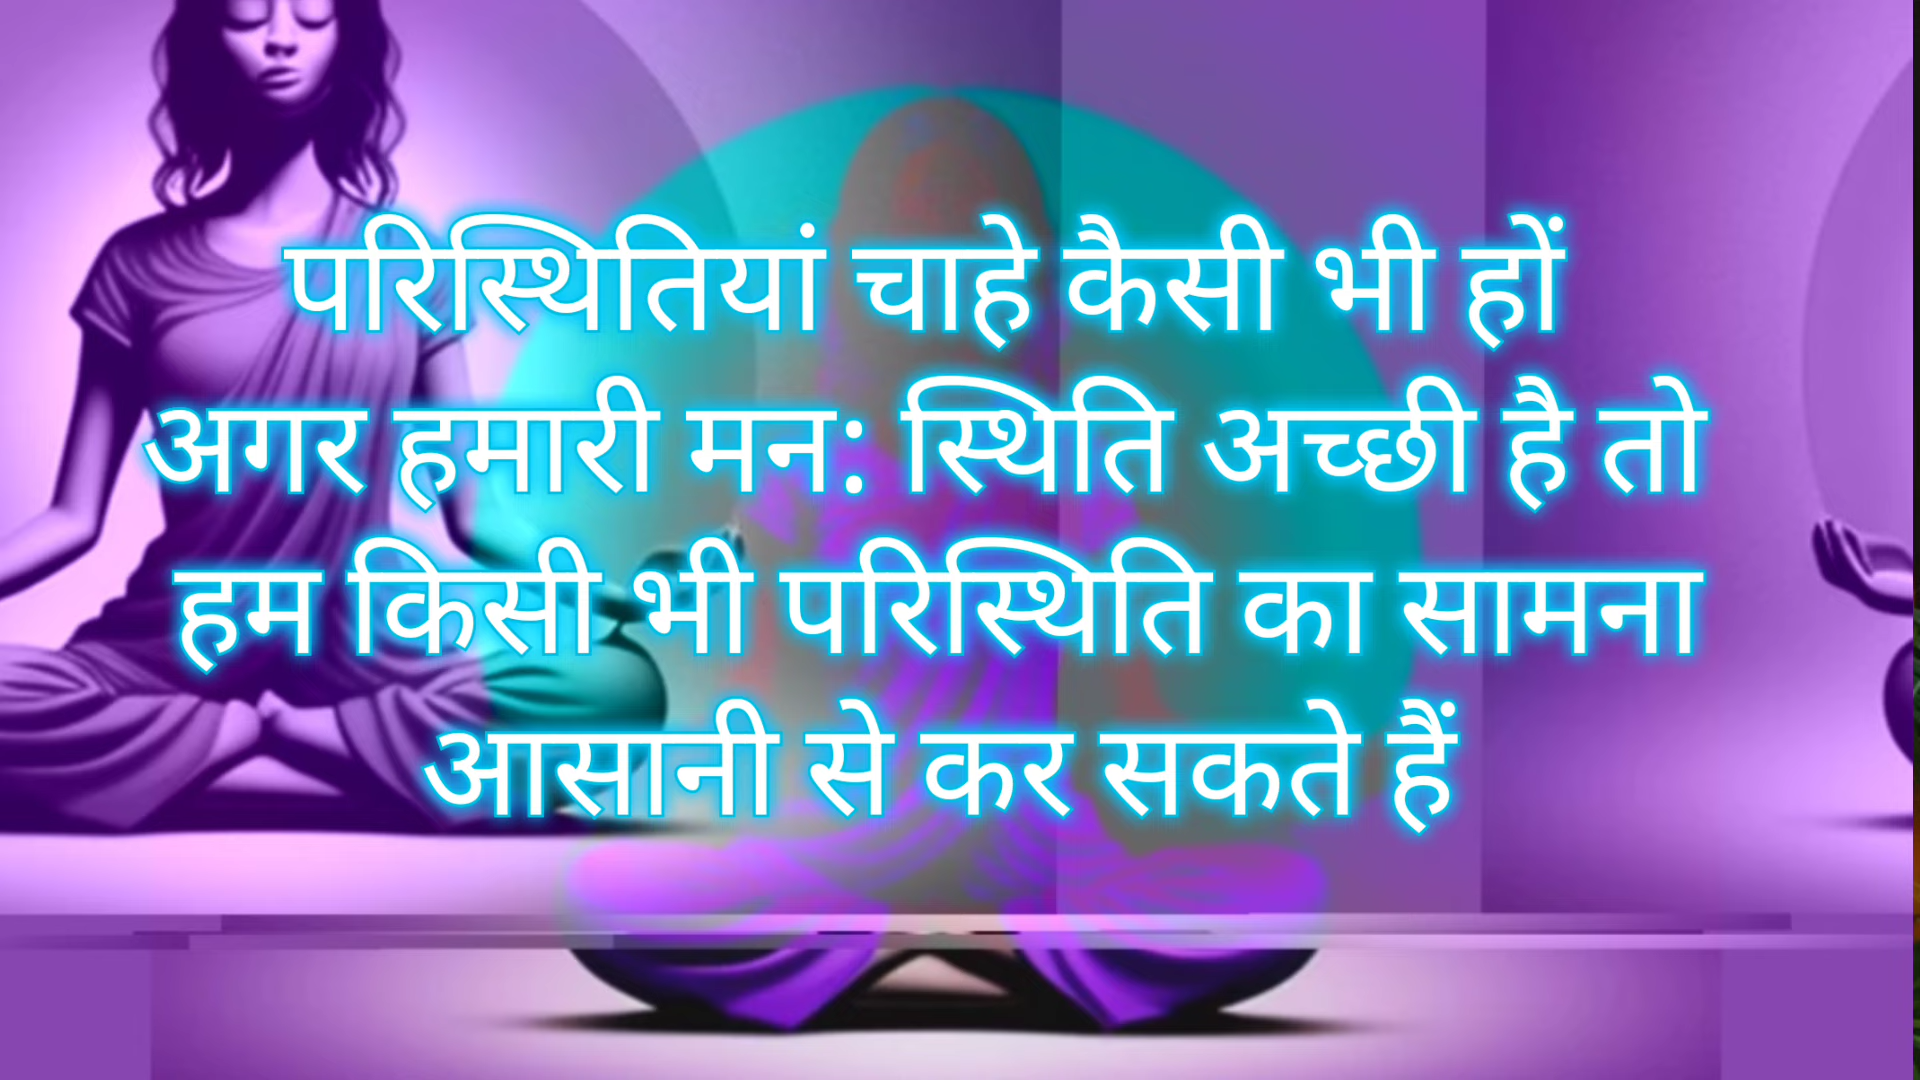 परिस्थितियां चाहे कैसी भी हों
अगर हमारी मन: स्थिति अच्छी है तो
हम किसी भी परिस्थिति का सामना
आसानी से कर सकते हैं